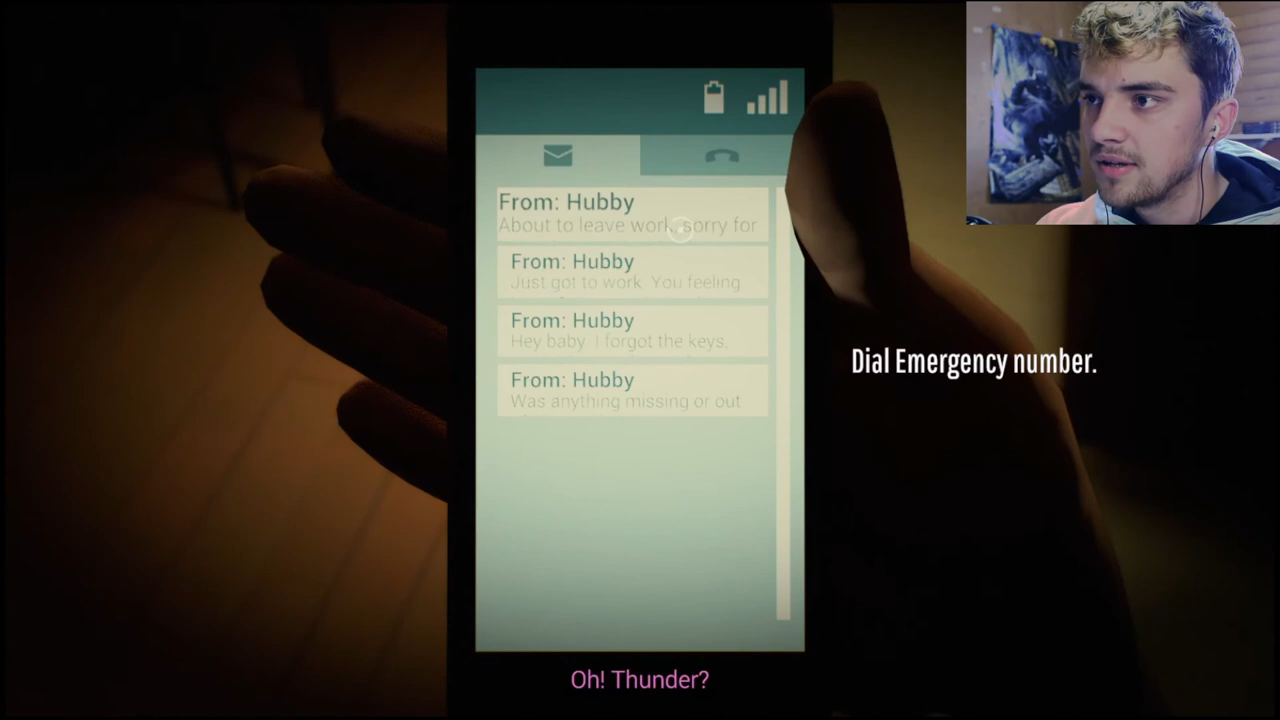 From: Hubby
About to leave work, sorry for
From: Hubby
Just got to work. You feeling
From: Hubby
Hey baby. I forgot the keys.
From: Hubby
Was anything missing or out
Dial Emergency number.
Oh! Thunder?